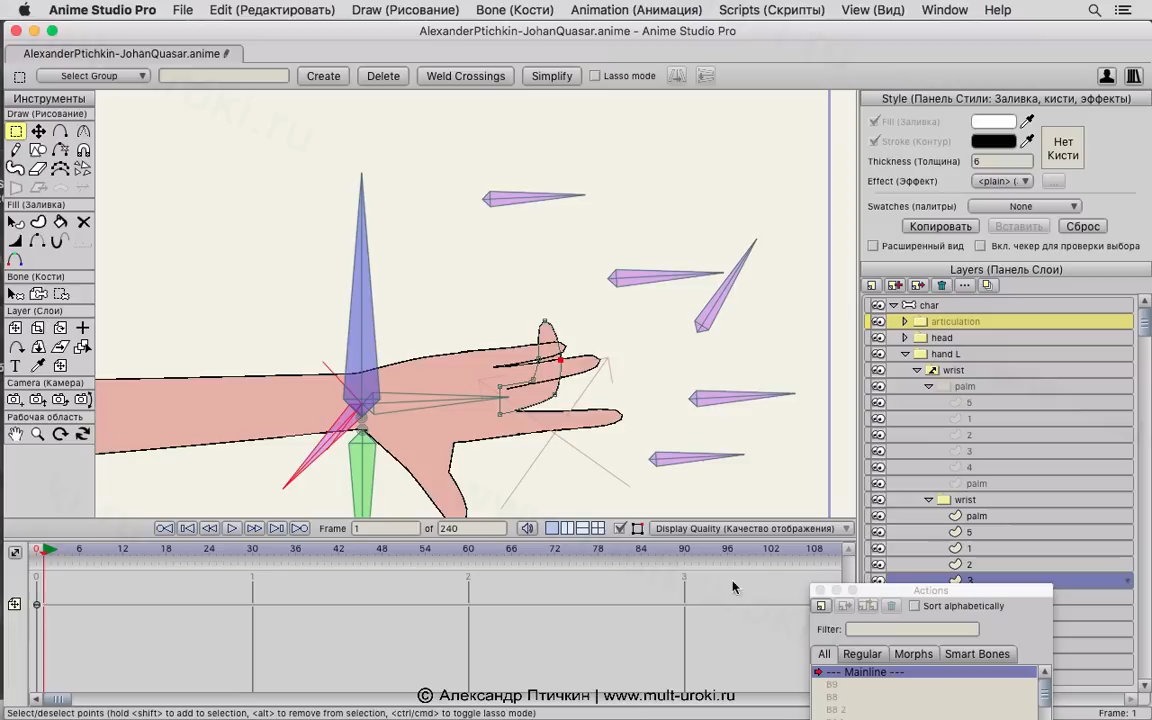 Anime Studio Pro File Edit (Редактировать) Draw (Рисование) Bone (Кости) Animation (Анимация) Scripts (Скрипты) View (Вид) Window Help
AlexanderPtichkin-JohanQuasar.anime - Anime Studio Pro
AlexanderPtichkin-JohanQuasar.anime
Select Group Create Delete Weld Crossings Simplify Lasso mode
Инструменты
Draw (Рисование)
Fill (Заливка)
Bone (Кости)
Layer (Слои)
Camera (Камера)
Рабочая область
Style (Панель Стили: Заливка, кисти, эффекты)
Fill (Заливка)
Stroke (Контур)
Нет Кисти
Thickness (Толщина) 6
Effect (Эффект) <plain> (
Swatches (палитры) None
Копировать Вставить Сброс
Расширенный вид Вкл. чекер для проверки выбора
Layers (Панель Слои)
char
articulation
head
hand L
wrist
palm
5
1
2
3
4
palm
wrist
palm
5
1
2
3
Frame 1 of 240 Display Quality (Качество отображения)
0 6 12 18 24 30 36 42 48 54 60 66 72 78 84 90 96 102 108
0 1 2 3
Actions
Sort alphabetically
Filter:
All Regular Morphs Smart Bones
--- Mainline ---
B9
B8
B8 2
© Александр Птичкин | www.mult-uroki.ru
Select/deselect points (hold <shift> to add to selection, <alt> to remove from selection, <ctrl/cmd> to toggle lasso mode) Frame: 1